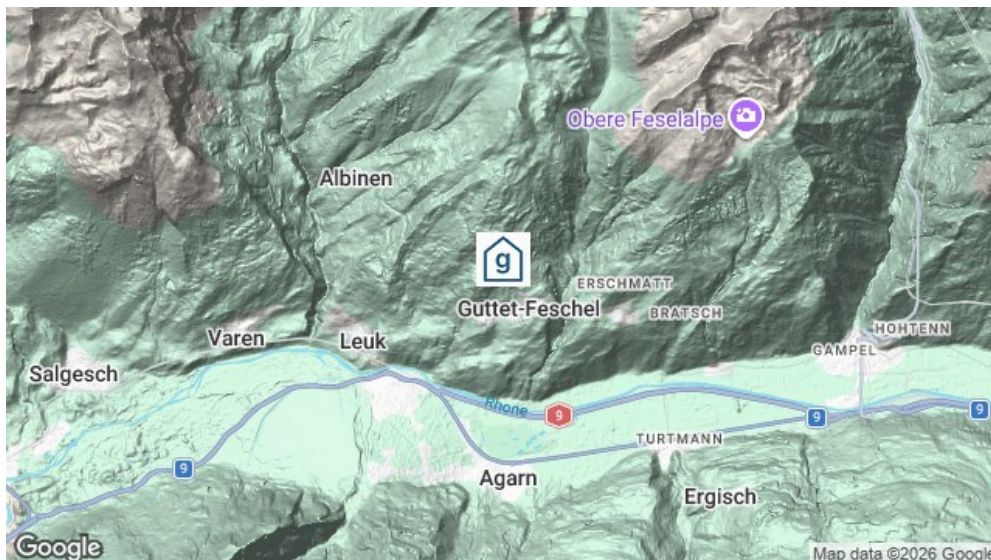 Obere Feselalpe
Albinen
g
ERSCHMATT
Guttet-Feschel
BRATSCH
HOHTENN
Varen
Leuk
GAMPEL
Salgesch
Rhone
9
9
9
TURTMANN
9
Agarn
Ergisch
Google
Map data ©2026 Google